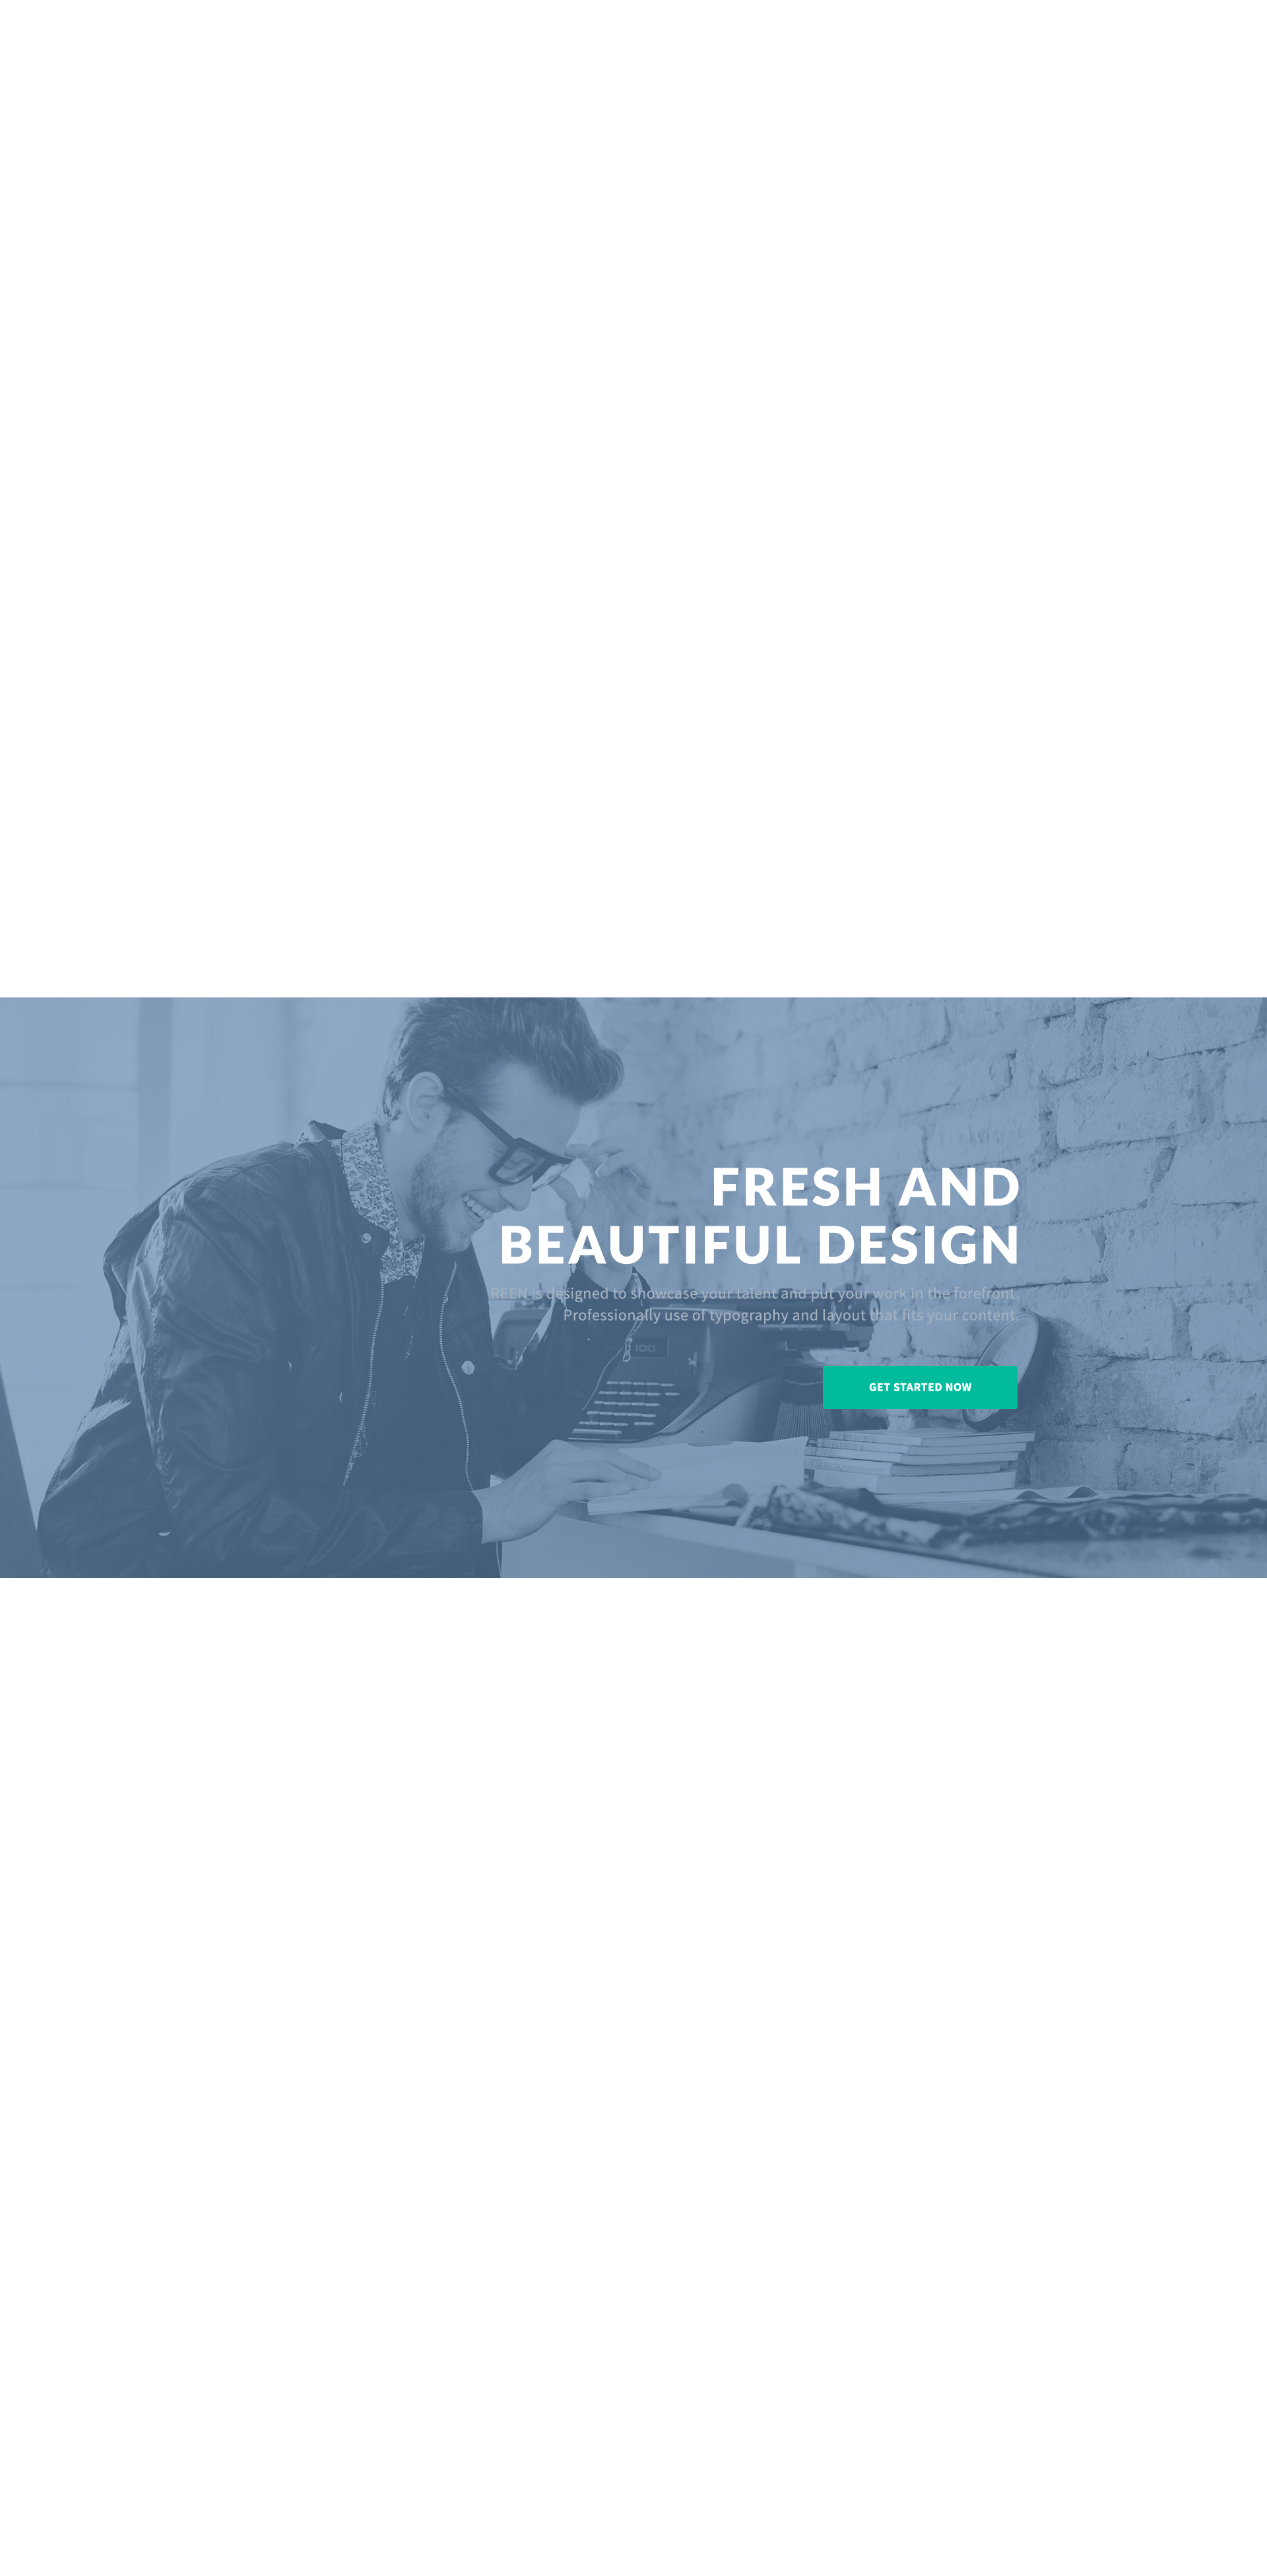 FRESH AND
BEAUTIFUL DESIGN
REEN is designed to showcase your talent and put your work in the forefront.
Professionally use of typography and layout that fits your content.
100
GET STARTED NOW